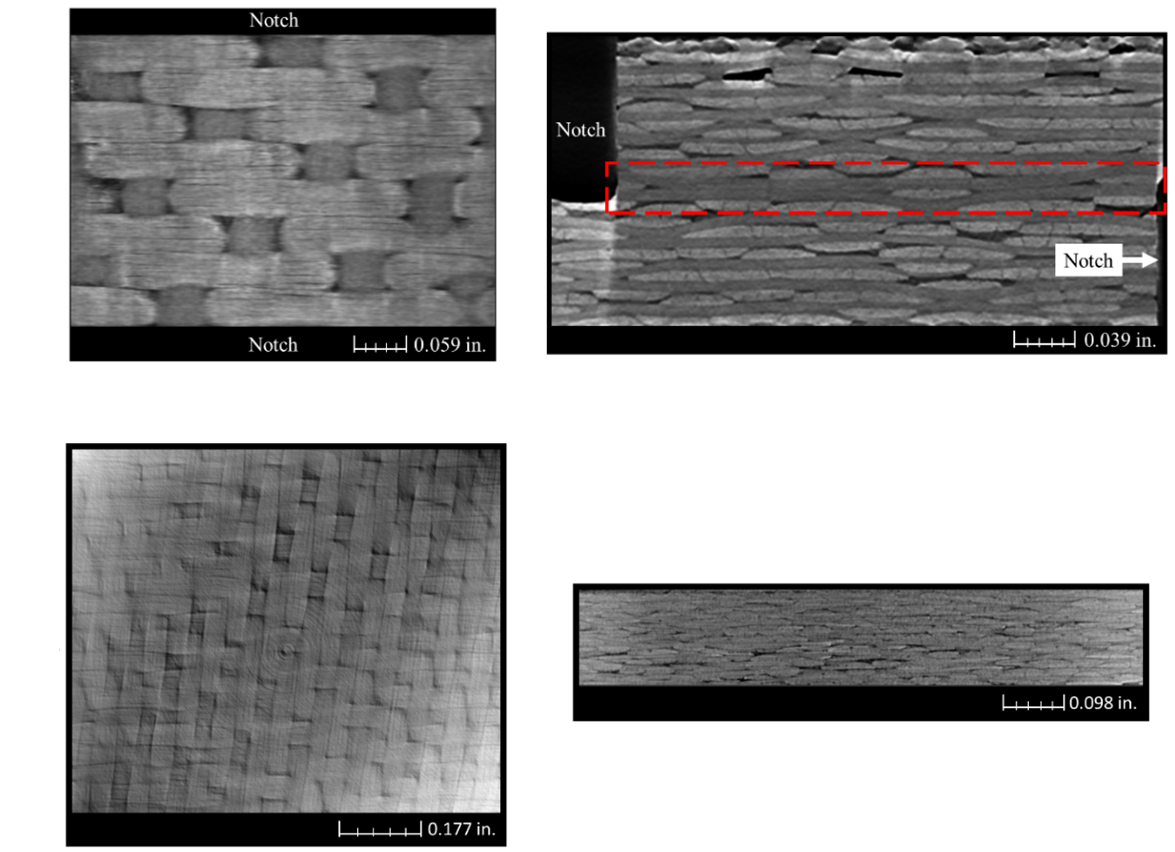 Notch
Notch
0.059 in.
Notch
Notch
0.039 in.
0.177 in.
0.098 in.